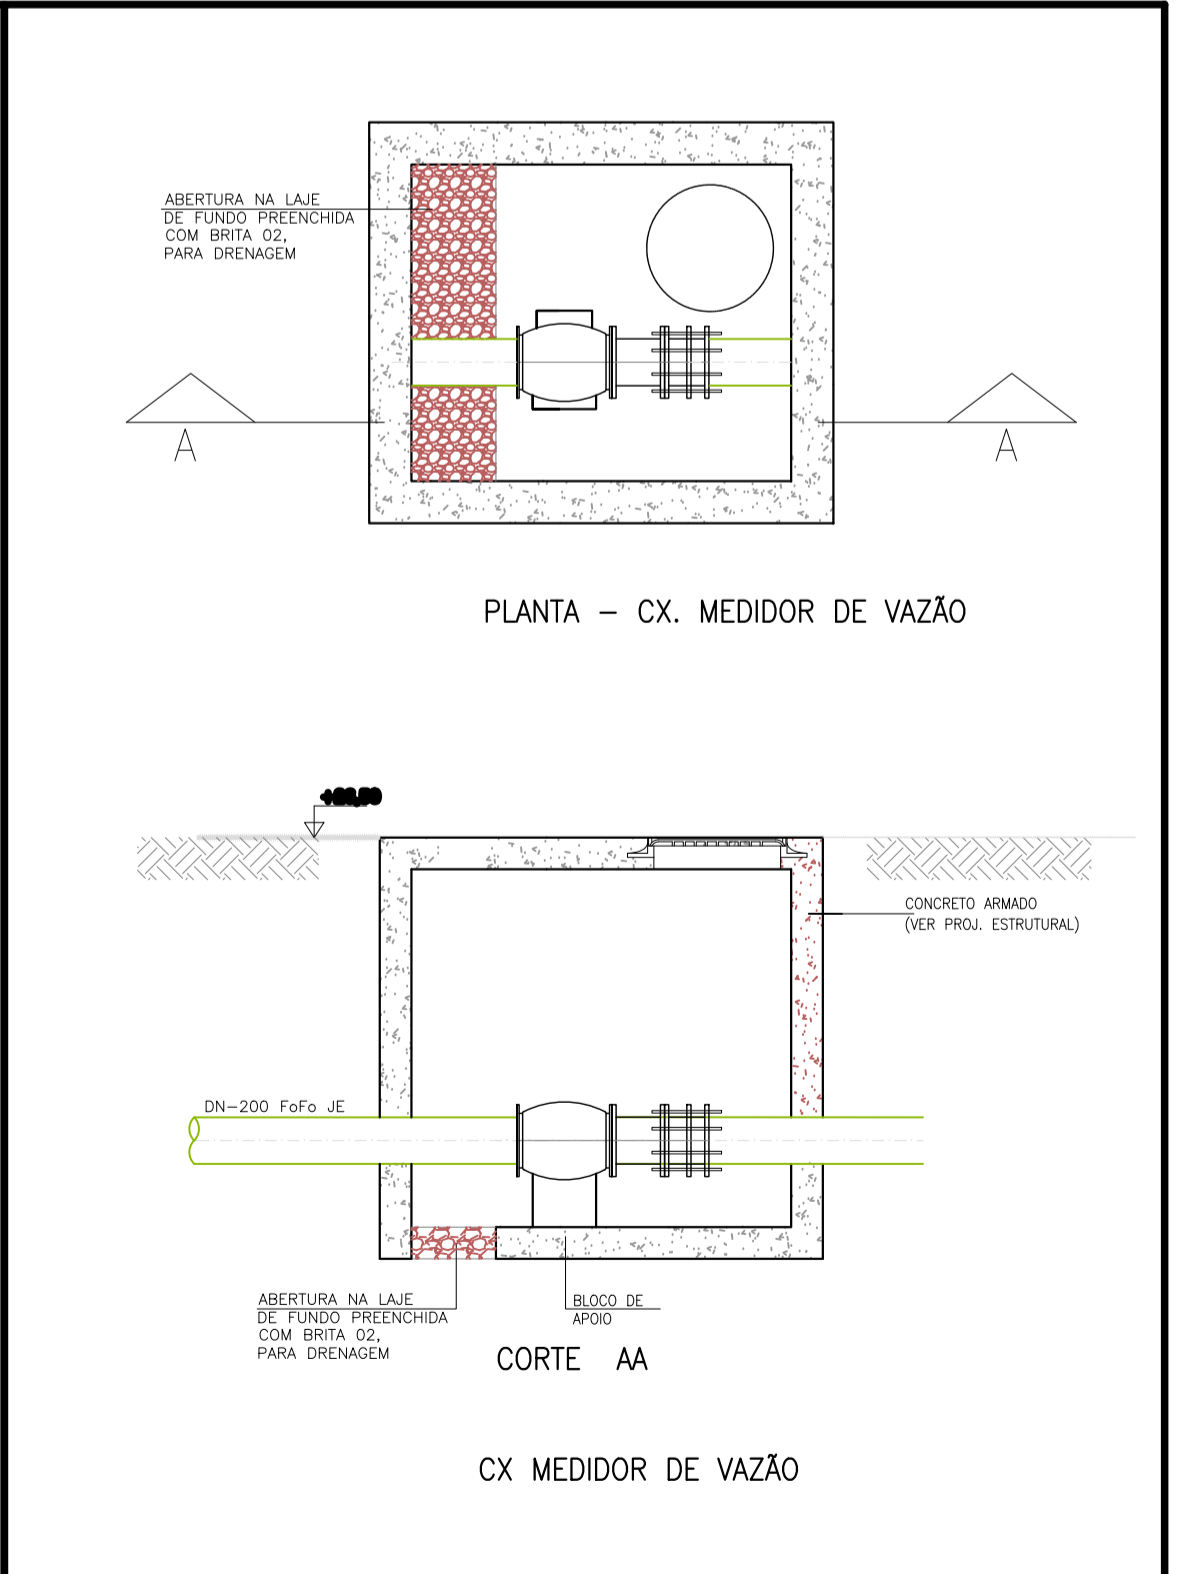 ABERTURA NA LAJE
DE FUNDO PREENCHIDA
COM BRITA 02,
PARA DRENAGEM
A
A
PLANTA – CX. MEDIDOR DE VAZÃO
CONCRETO ARMADO
(VER PROJ. ESTRUTURAL)
DN-200 FoFo JE
ABERTURA NA LAJE
DE FUNDO PREENCHIDA
COM BRITA 02,
PARA DRENAGEM
BLOCO DE
APOIO
CORTE AA
CX MEDIDOR DE VAZÃO